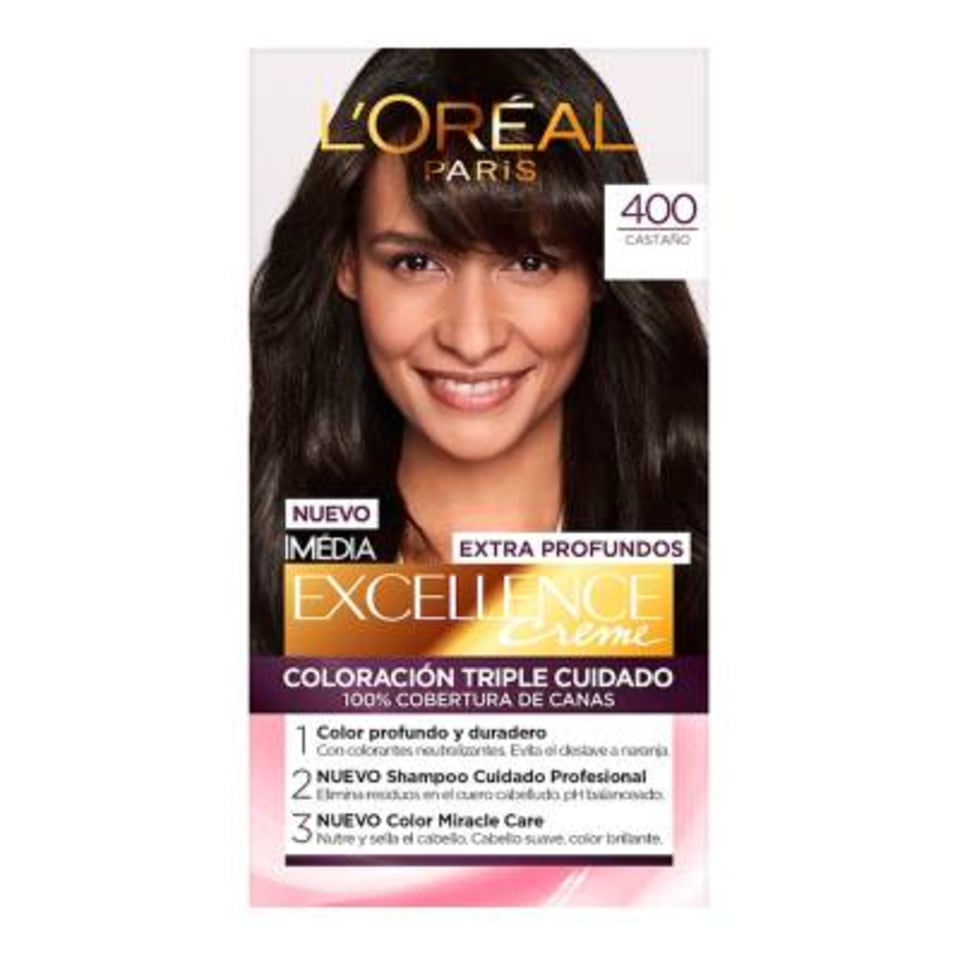 L'ORÉAL
PARiS
400
CASTAÑO
NUEVO
IMÉDIA
EXTRA PROFUNDOS
EXCELLENCE
Creme
COLORACIÓN TRIPLE CUIDADO
100% COBERTURA DE CANAS
1 Color profundo y duradero
Con colorantes neutralizantes. Evita el deslave a naranja.
2 NUEVO Shampoo Cuidado Profesional
Elimina residuos en el cuero cabelludo. pH balanceado.
3 NUEVO Color Miracle Care
Nutre y sella el cabello. Cabello suave, color brillante.